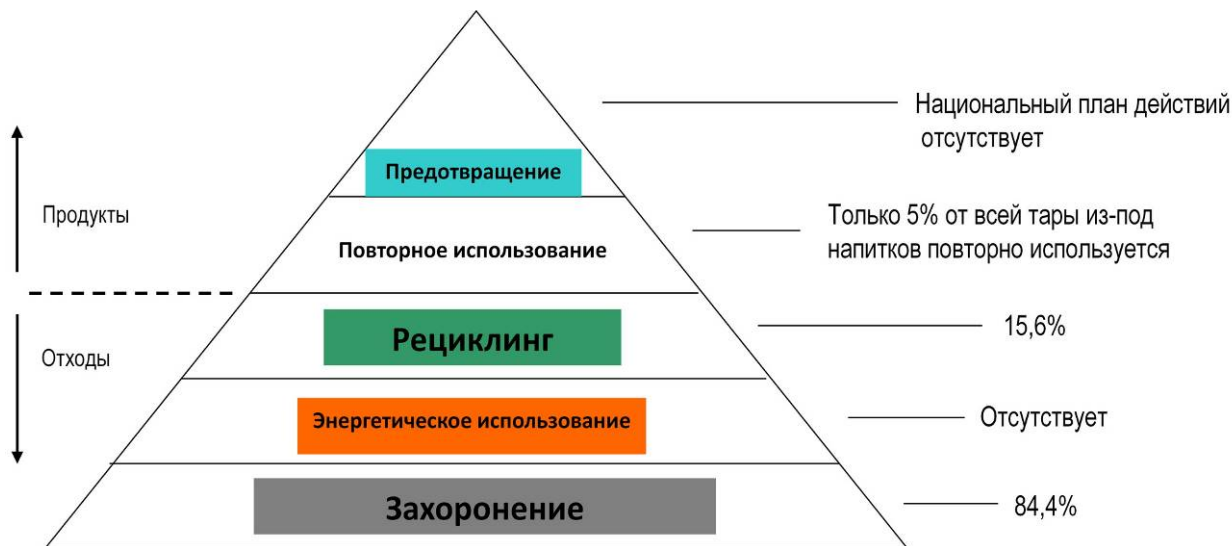 Национальный план действий
отсутствует
Предотвращение
Продукты
Только 5% от всей тары из-под
напитков повторно используется
Повторное использование
Рециклинг
15,6%
Отходы
Энергетическое использование
Отсутствует
Захоронение
84,4%